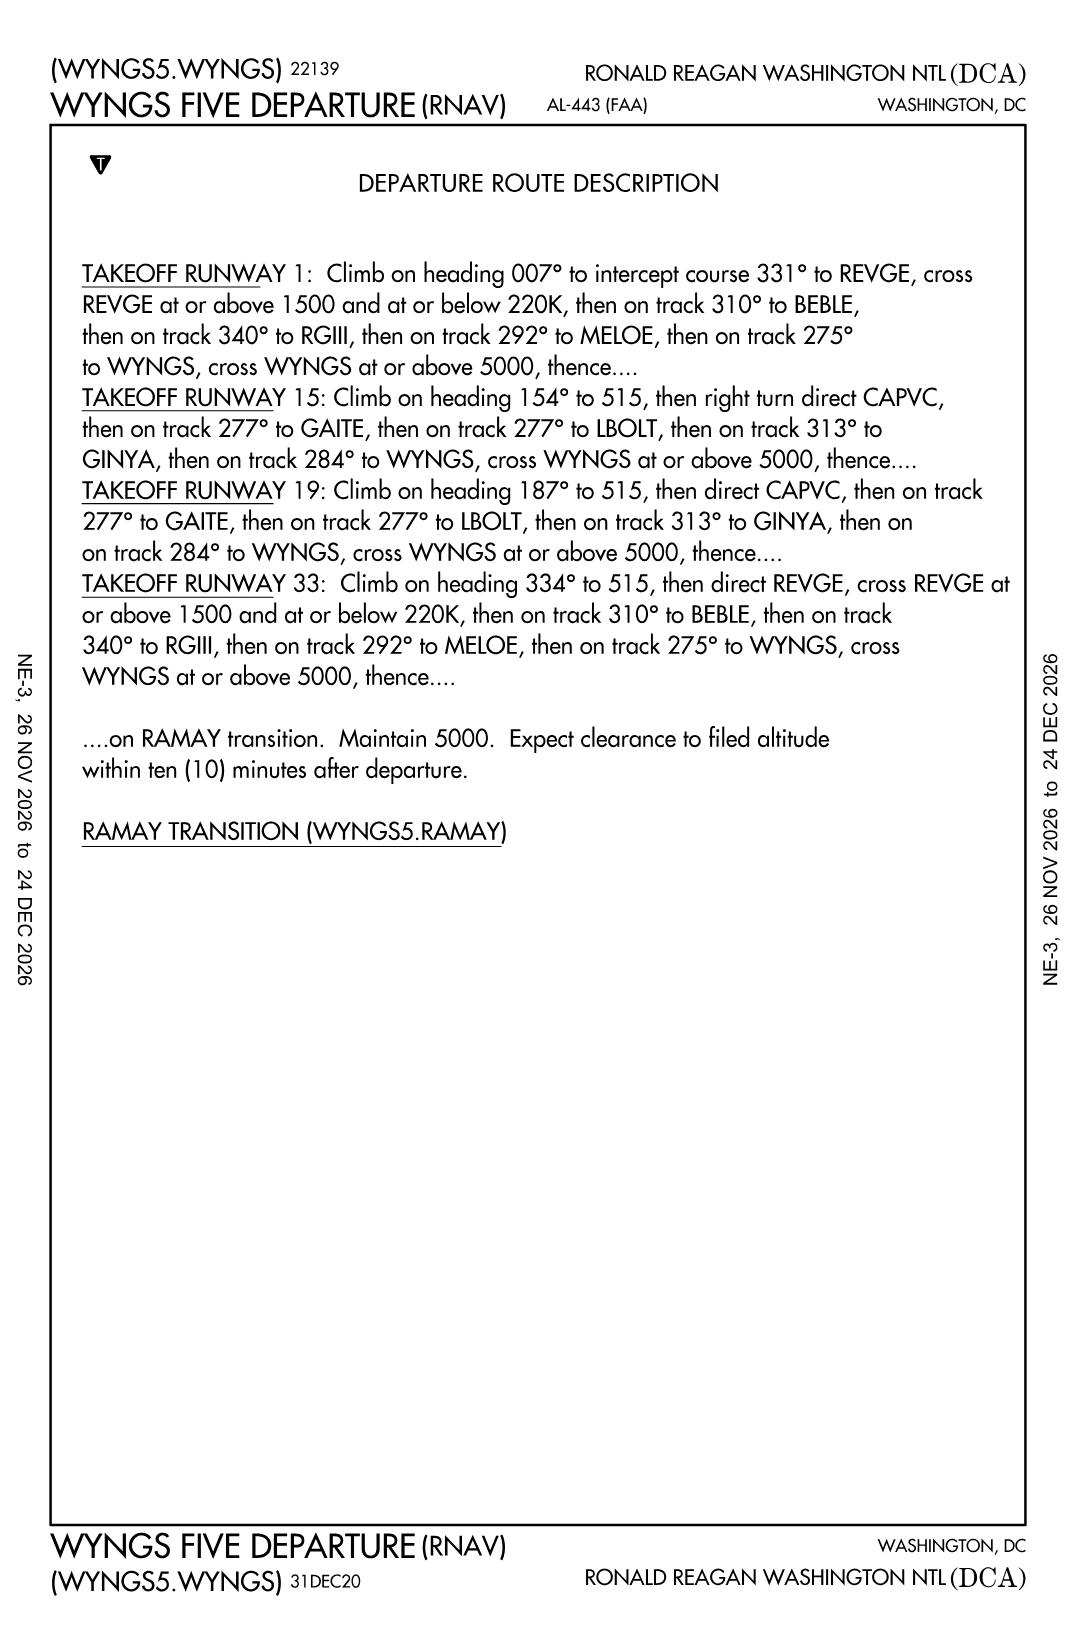 (WYNGS5.WYNGS) 22139
RONALD REAGAN WASHINGTON NTL (DCA)
WYNGS FIVE DEPARTURE (RNAV)
AL-443 (FAA)
WASHINGTON, DC
T
DEPARTURE ROUTE DESCRIPTION
TAKEOFF RUNWAY 1: Climb on heading 007° to intercept course 331° to REVGE, cross
REVGE at or above 1500 and at or below 220K, then on track 310° to BEBLE,
then on track 340° to RGIII, then on track 292° to MELOE, then on track 275°
to WYNGS, cross WYNGS at or above 5000, thence....
TAKEOFF RUNWAY 15: Climb on heading 154° to 515, then right turn direct CAPVC,
then on track 277° to GAITE, then on track 277° to LBOLT, then on track 313° to
GINYA, then on track 284° to WYNGS, cross WYNGS at or above 5000, thence....
TAKEOFF RUNWAY 19: Climb on heading 187° to 515, then direct CAPVC, then on track
277° to GAITE, then on track 277° to LBOLT, then on track 313° to GINYA, then on
on track 284° to WYNGS, cross WYNGS at or above 5000, thence....
TAKEOFF RUNWAY 33: Climb on heading 334° to 515, then direct REVGE, cross REVGE at
or above 1500 and at or below 220K, then on track 310° to BEBLE, then on track
340° to RGIII, then on track 292° to MELOE, then on track 275° to WYNGS, cross
WYNGS at or above 5000, thence....
....on RAMAY transition. Maintain 5000. Expect clearance to filed altitude
within ten (10) minutes after departure.
RAMAY TRANSITION (WYNGS5.RAMAY)
NE-3, 26 NOV 2026 to 24 DEC 2026
NE-3, 26 NOV 2026 to 24 DEC 2026
WYNGS FIVE DEPARTURE (RNAV)
WASHINGTON, DC
(WYNGS5.WYNGS) 31DEC20
RONALD REAGAN WASHINGTON NTL (DCA)